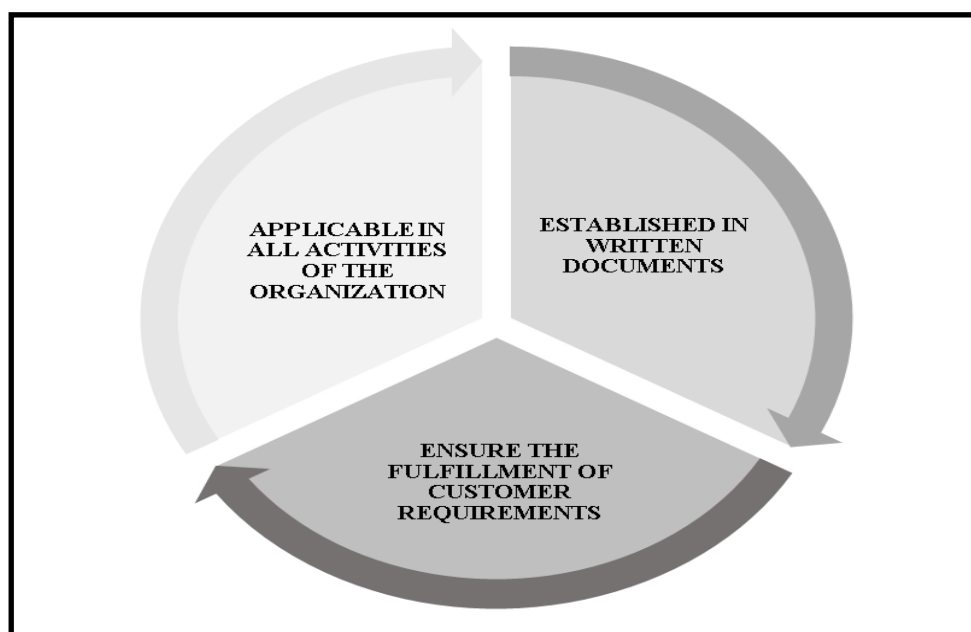 APPLICABLE IN
ALL ACTIVITIES
OF THE
ORGANIZATION
ESTABLISHED IN
WRITTEN
DOCUMENTS
ENSURE THE
FULFILLMENT OF
CUSTOMER
REQUIREMENTS